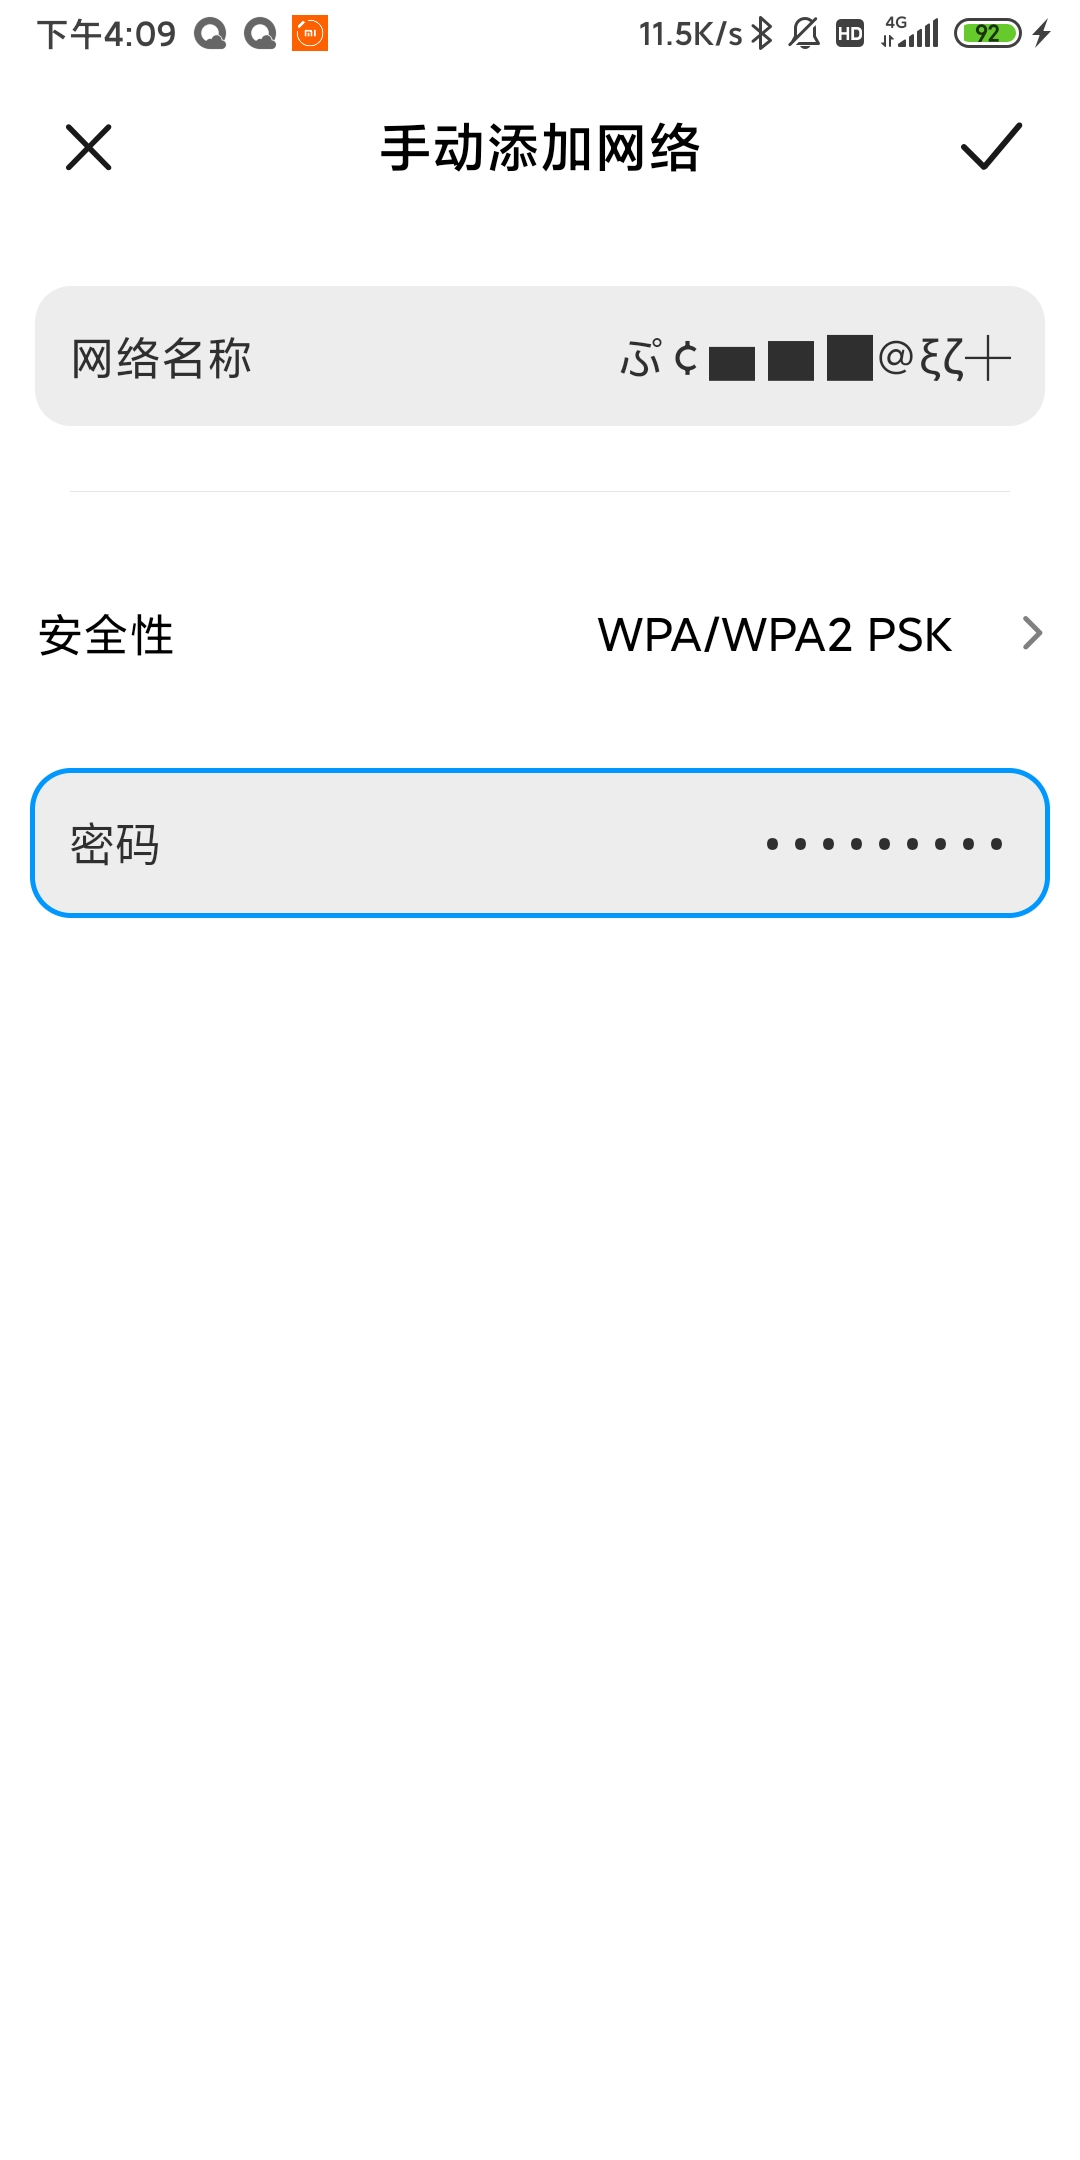 下午4:09 11.5K/s HD 4G 92
手动添加网络
网络名称 ぷ¢▆▇█@ξζ┼
安全性 WPA/WPA2 PSK
密码 •••••••••